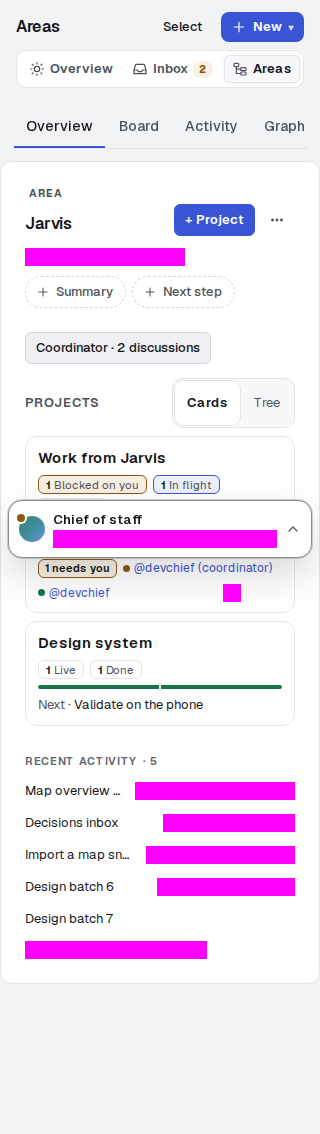 Areas
Select
+ New ▾
Overview
Inbox 2
Areas
Overview
Board
Activity
Graph
AREA
Jarvis
+ Project
•••
+ Summary
+ Next step
Coordinator · 2 discussions
PROJECTS
Cards
Tree
Work from Jarvis
1 Blocked on you
1 In flight
Chief of staff
1 needs you
@devchief (coordinator)
@devchief
Design system
1 Live
1 Done
Next · Validate on the phone
RECENT ACTIVITY · 5
Map overview …
Decisions inbox
Import a map sn…
Design batch 6
Design batch 7